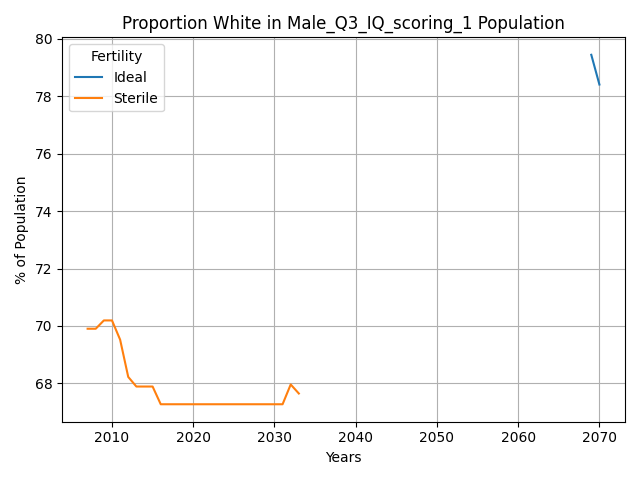 Proportion White in Male_Q3_IQ_scoring_1 Population
Fertility
Ideal
Sterile
% of Population
80
78
76
74
72
70
68
2010 2020 2030 2040 2050 2060 2070
Years